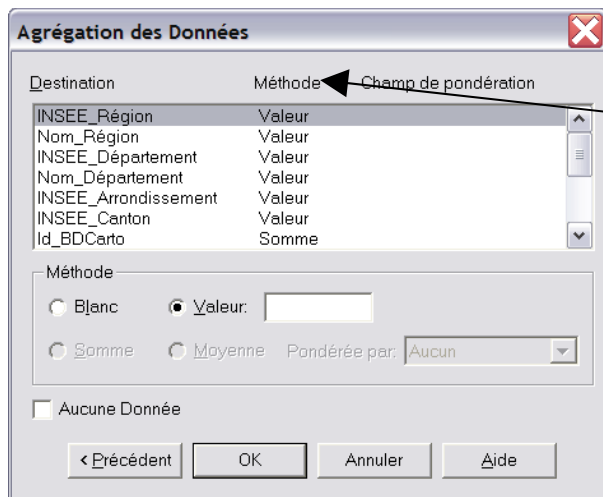 Agrégation des Données
Destination Méthode Champ de pondération
INSEE_Région Valeur
Nom_Région Valeur
INSEE_Département Valeur
Nom_Département Valeur
INSEE_Arrondissement Valeur
INSEE_Canton Valeur
Id_BDCarto Somme
Méthode
Blanc Valeur:
Somme Moyenne Pondérée par: Aucun
Aucune Donnée
< Précédent OK Annuler Aide